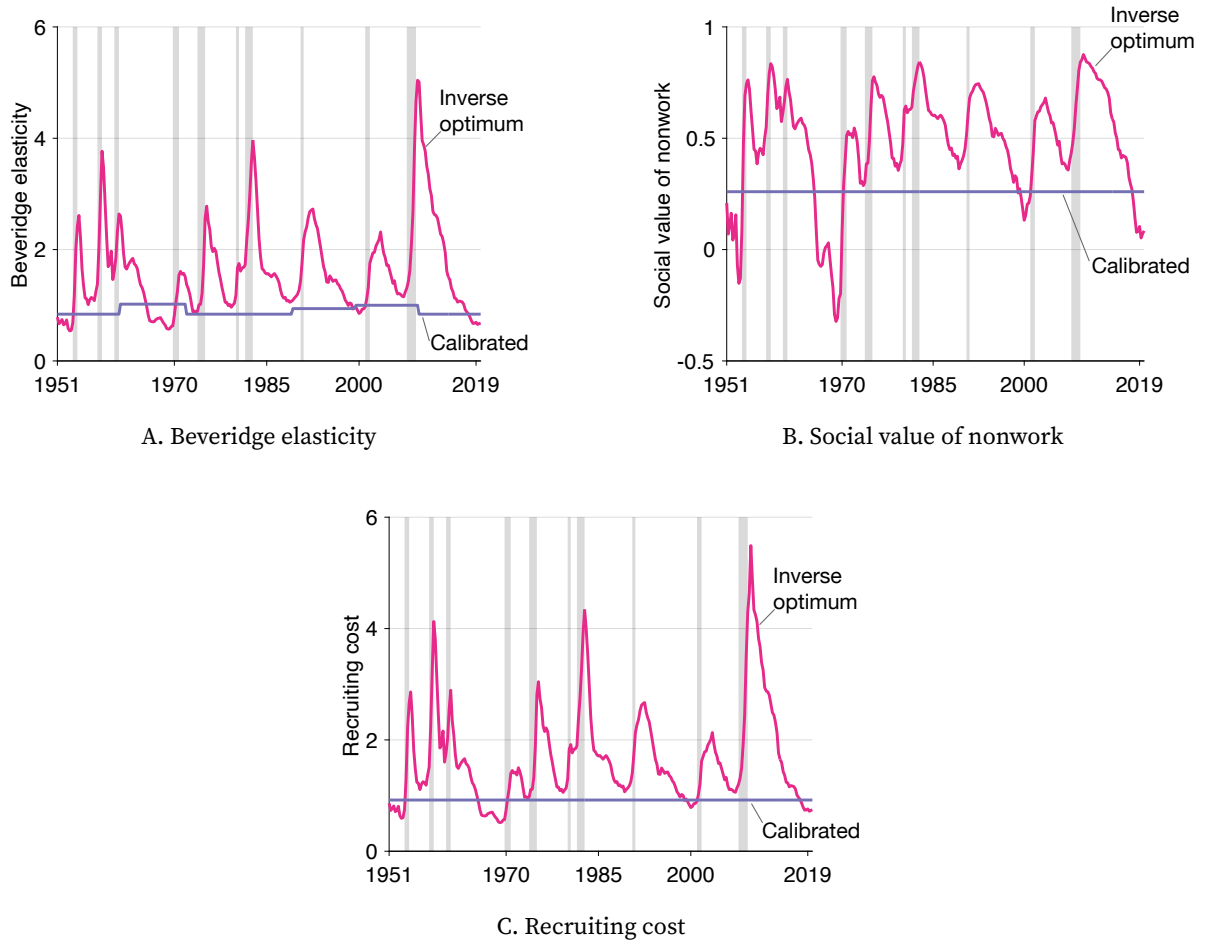 6
4
2
0
Beveridge elasticity
Inverse
optimum
Calibrated
1951 1970 1985 2000 2019
A. Beveridge elasticity
1
0.5
0
-0.5
Social value of nonwork
Inverse
optimum
Calibrated
1951 1970 1985 2000 2019
B. Social value of nonwork
6
4
2
0
Recruiting cost
Inverse
optimum
Calibrated
1951 1970 1985 2000 2019
C. Recruiting cost